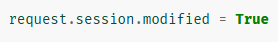 request.session.modified = True